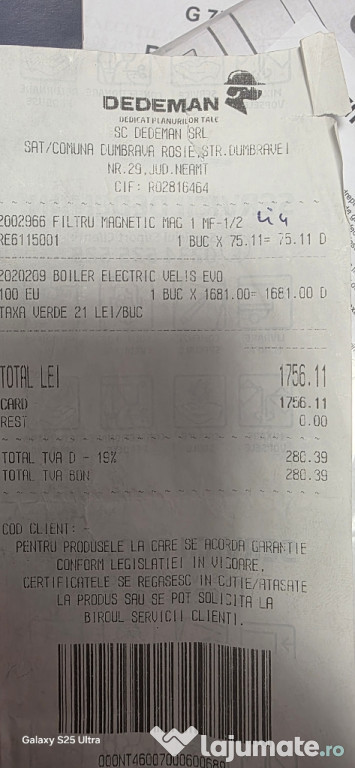 G 7
DEDEMAN
DEDICAT PLANURILOR TALE
SC DEDEMAN SRL
SAT/COMUNA DUMBRAVA ROSIE,STR.DUMBRAVEI
NR.29,JUD.NEAMT
CIF: RO2816464
2002966 FILTRU MAGNETIC MAG 1 MF-1/2
RE6115001 1 BUC X 75.11= 75.11 D
2020209 BOILER ELECTRIC VELIS EVO
100 EU 1 BUC X 1681.00= 1681.00 D
TAXA VERDE 21 LEI/BUC
TOTAL LEI 1756.11
CARD 1756.11
REST 0.00
TOTAL TVA D - 19% 280.39
TOTAL TVA BON 280.39
COD CLIENT: -
PENTRU PRODUSELE LA CARE SE ACORDA GARANTIE
CONFORM LEGISLATIEI IN VIGOARE,
CERTIFICATELE SE REGASESC IN CUTIE/ATASATE
LA PRODUS SAU SE POT SOLICITA LA
BIROUL SERVICII CLIENTI.
Galaxy S25 Ultra
lajumate.ro